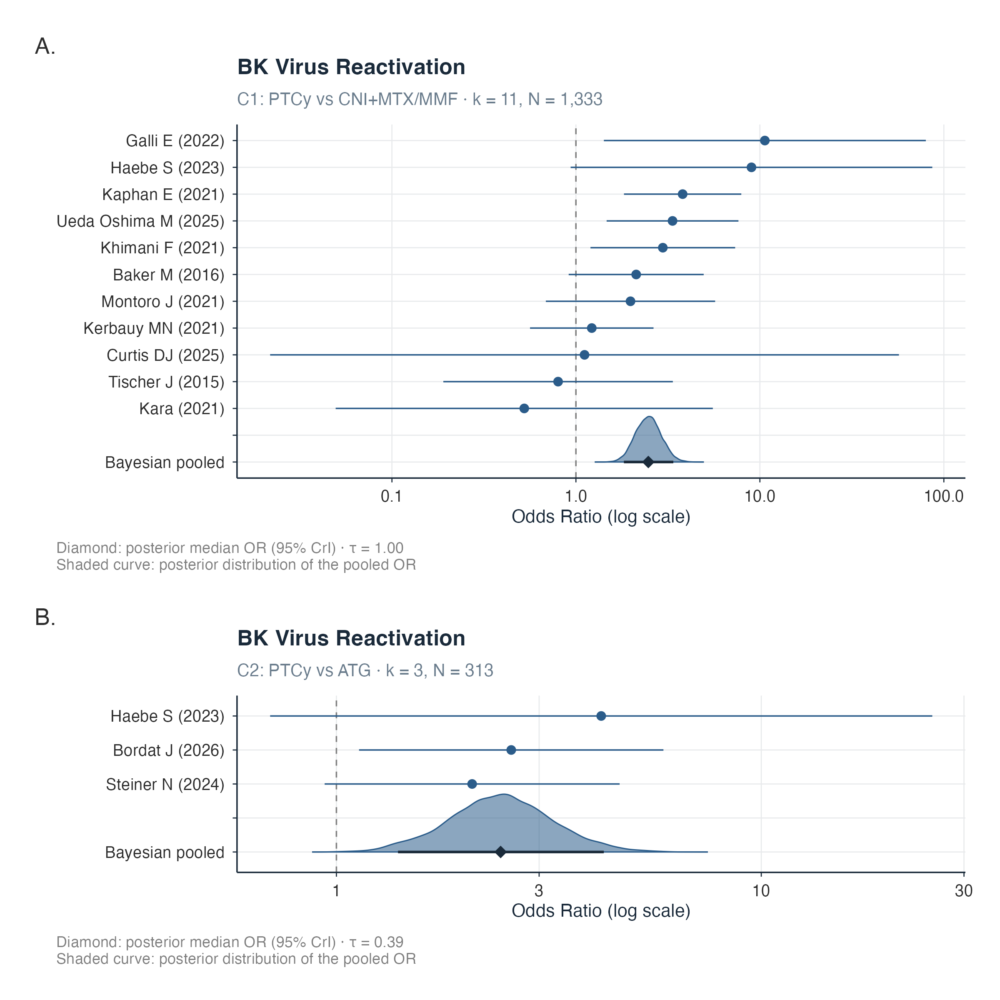 A.
BK Virus Reactivation
C1: PTCy vs CNI+MTX/MMF · k = 11, N = 1,333
Galli E (2022)
Haebe S (2023)
Kaphan E (2021)
Ueda Oshima M (2025)
Khimani F (2021)
Baker M (2016)
Montoro J (2021)
Kerbauy MN (2021)
Curtis DJ (2025)
Tischer J (2015)
Kara (2021)
Bayesian pooled
0.1 1.0 10.0 100.0
Odds Ratio (log scale)
Diamond: posterior median OR (95% CrI) · τ = 1.00
Shaded curve: posterior distribution of the pooled OR
B.
BK Virus Reactivation
C2: PTCy vs ATG · k = 3, N = 313
Haebe S (2023)
Bordat J (2026)
Steiner N (2024)
Bayesian pooled
1 3 10 30
Odds Ratio (log scale)
Diamond: posterior median OR (95% CrI) · τ = 0.39
Shaded curve: posterior distribution of the pooled OR